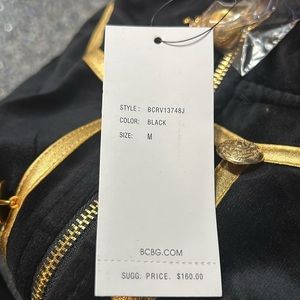 STYLE: BCRV13748J
COLOR: BLACK
SIZE: M
BCBG.COM
SUGG. PRICE. $160.00